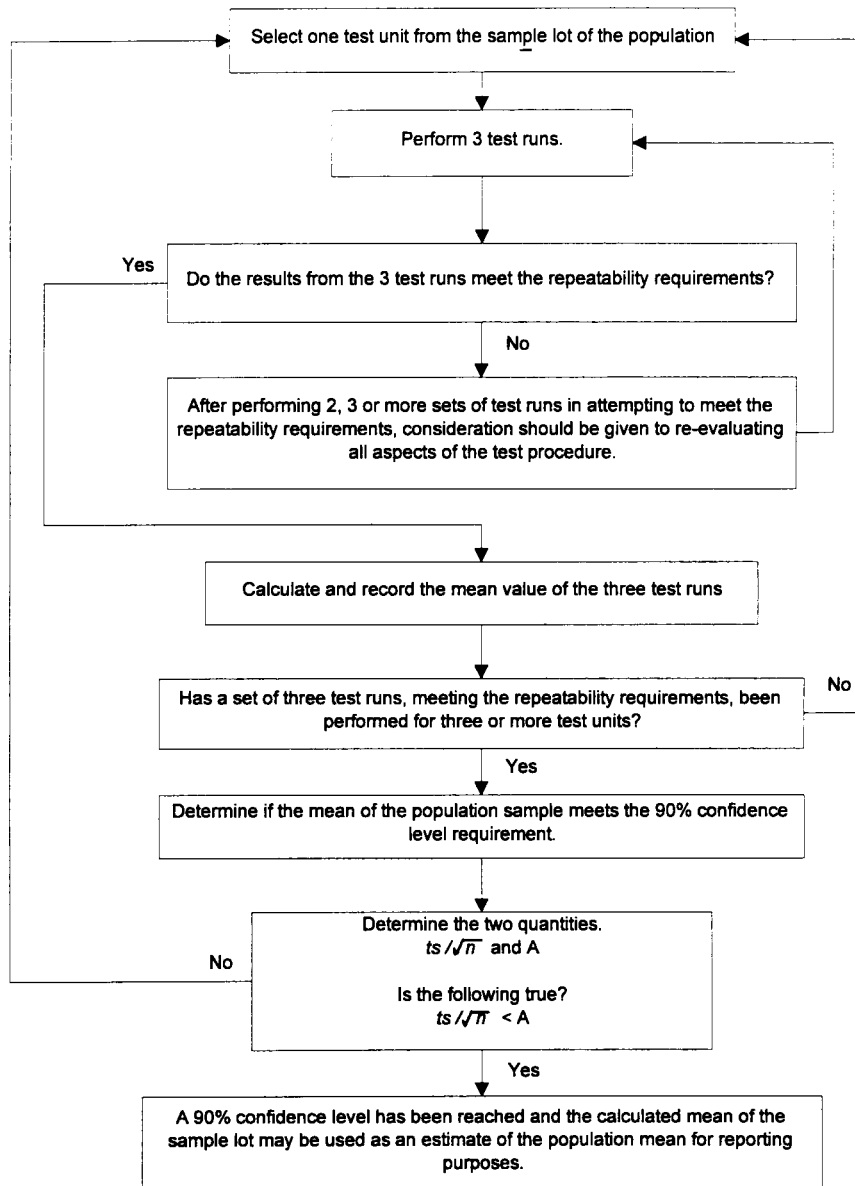 Select one test unit from the sample lot of the population
Perform 3 test runs.
Yes
Do the results from the 3 test runs meet the repeatability requirements?
No
After performing 2, 3 or more sets of test runs in attempting to meet the
repeatability requirements, consideration should be given to re-evaluating
all aspects of the test procedure.
Calculate and record the mean value of the three test runs
No
Has a set of three test runs, meeting the repeatability requirements, been
performed for three or more test units?
Yes
Determine if the mean of the population sample meets the 90% confidence
level requirement.
Determine the two quantities.
ts/√n and A
No
Is the following true?
ts/√n < A
Yes
A 90% confidence level has been reached and the calculated mean of the
sample lot may be used as an estimate of the population mean for reporting
purposes.